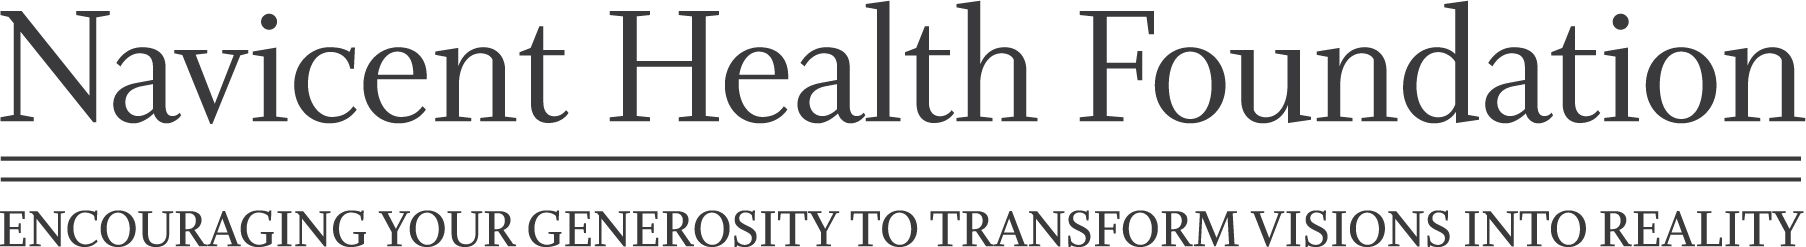 Navicent Health Foundation
ENCOURAGING YOUR GENEROSITY TO TRANSFORM VISIONS INTO REALITY